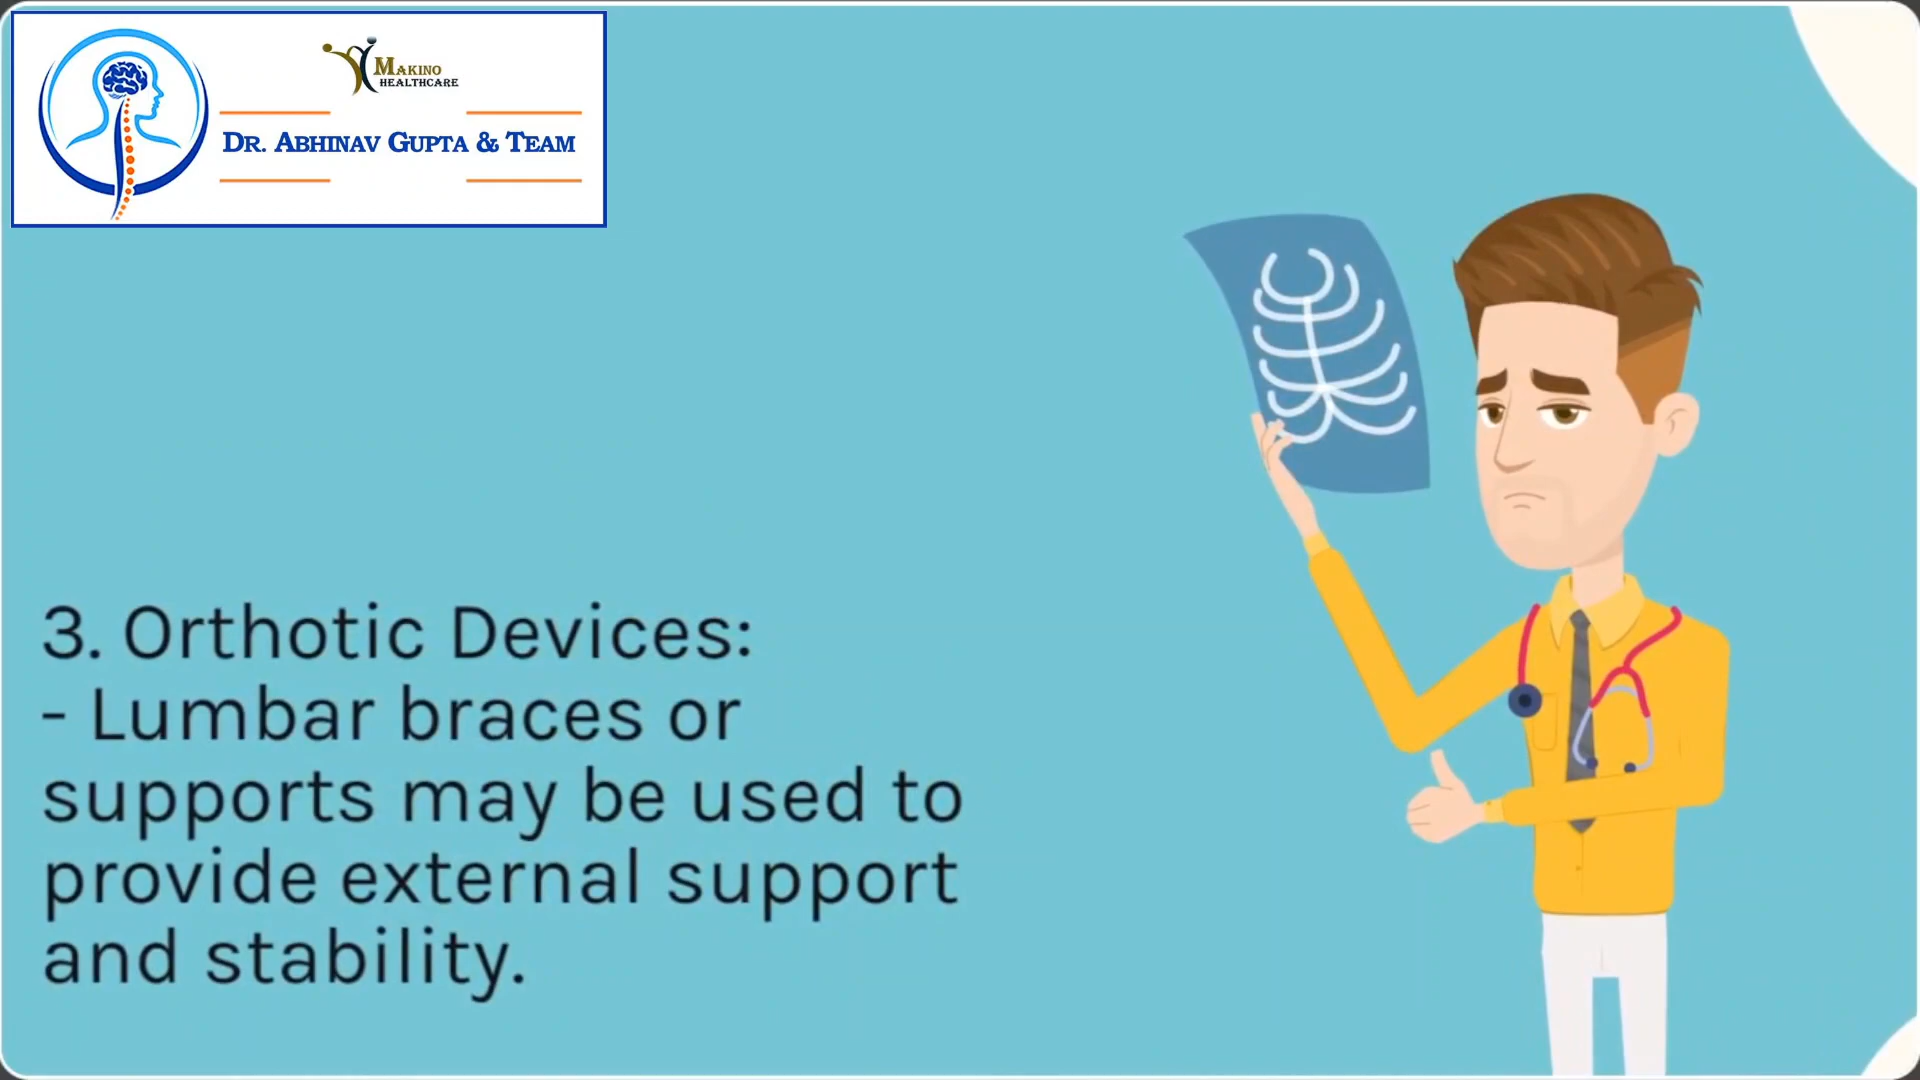 MAKINO
HEALTHCARE
DR. ABHINAV GUPTA & TEAM
3. Orthotic Devices:
- Lumbar braces or
supports may be used to
provide external support
and stability.